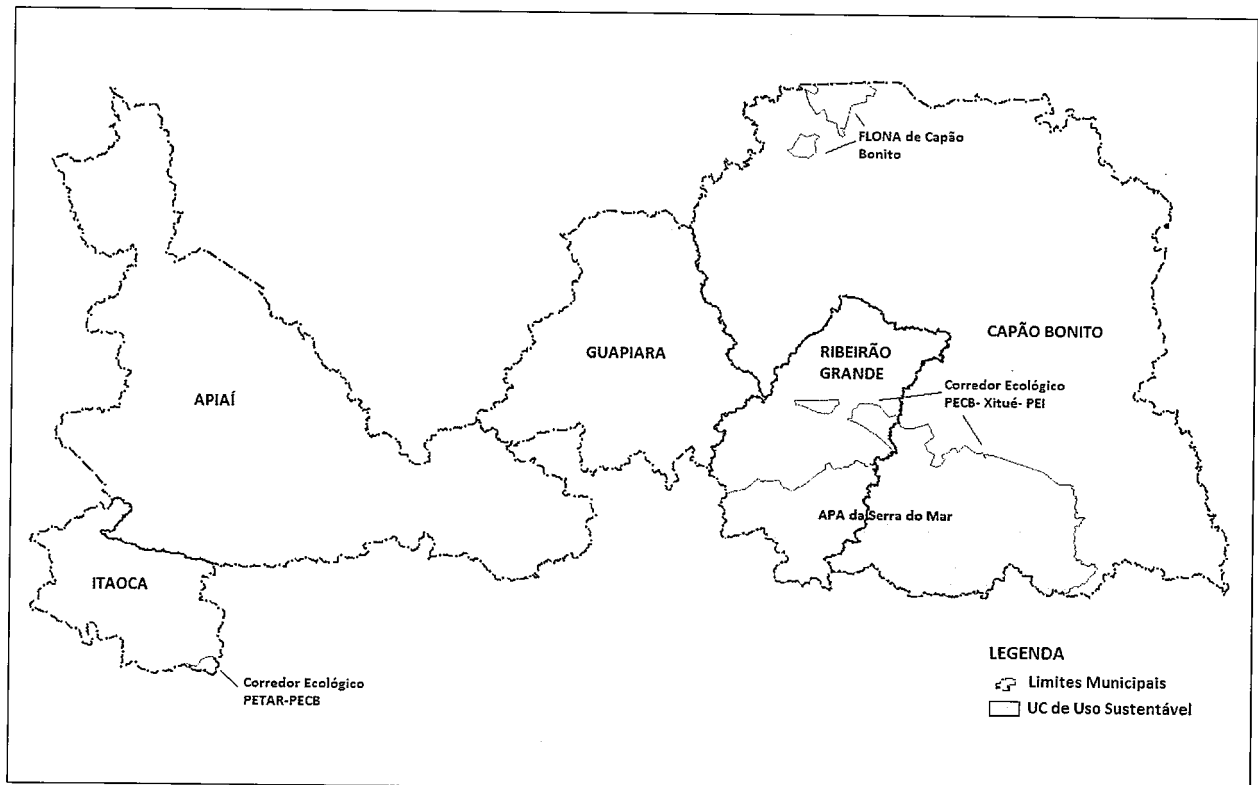 FLONA de Capão
Bonito
GUAPIARA
RIBEIRÃO
GRANDE
CAPÃO BONITO
APIAÍ
Corredor Ecológico
PECB- Xitué- PEI
APA da Serra do Mar
ITAOCA
Corredor Ecológico
PETAR-PECB
LEGENDA
Limites Municipais
UC de Uso Sustentável